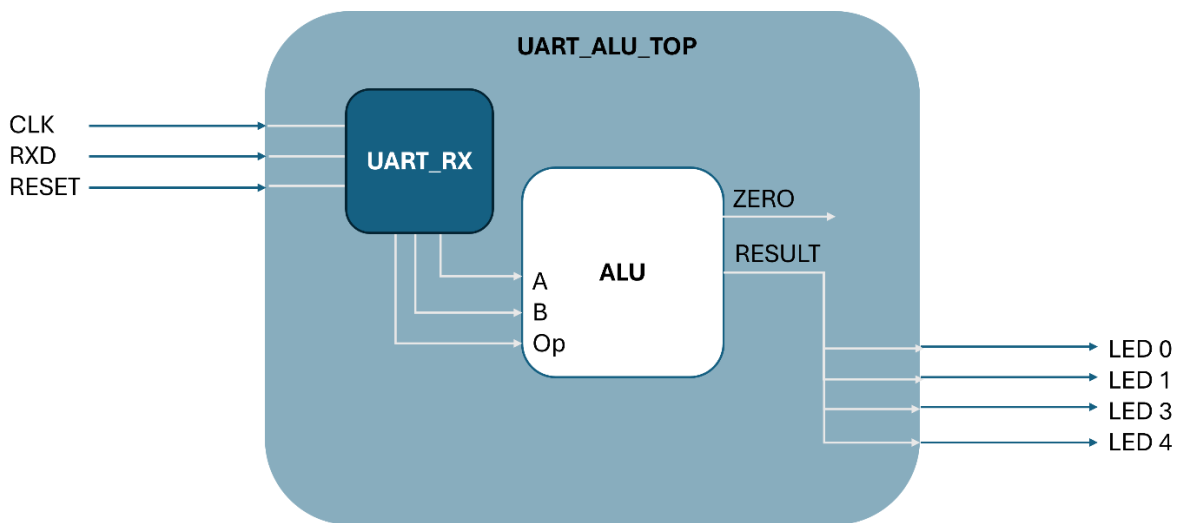 UART_ALU_TOP
CLK
RXD
RESET
UART_RX
ZERO
RESULT
ALU
A
B
Op
LED 0
LED 1
LED 3
LED 4